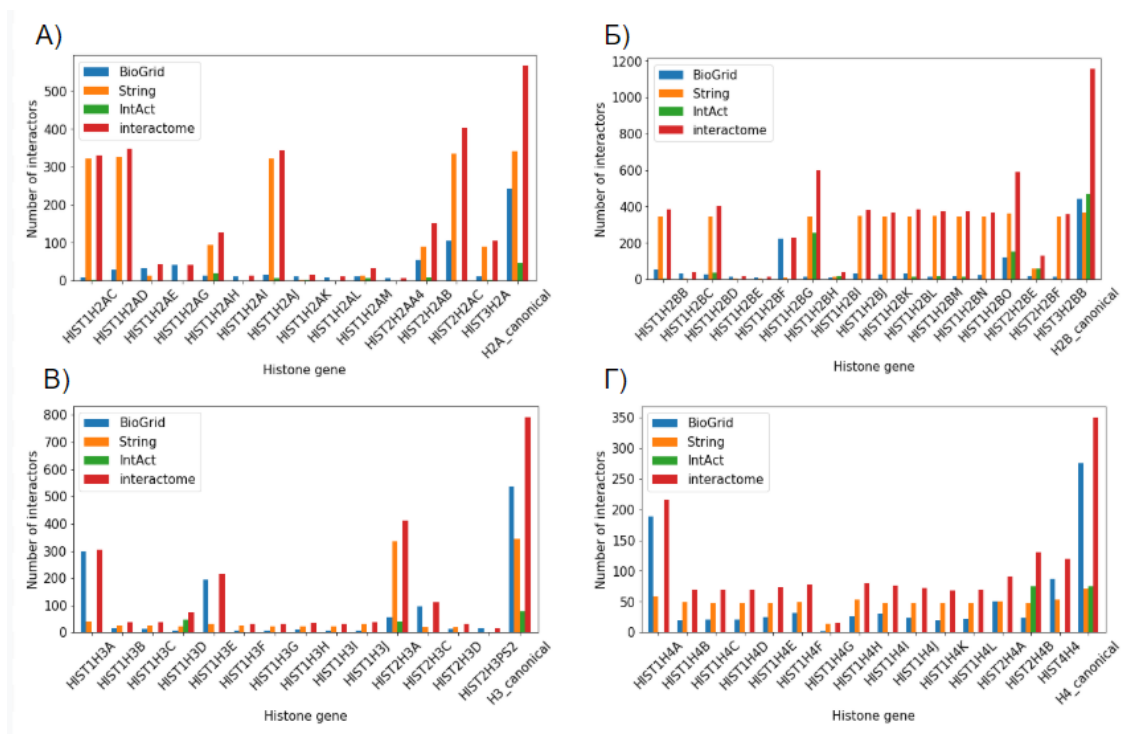 А)
Number of interactors
500
400
300
200
100
0
BioGrid
String
IntAct
interactome
HIST1H2AC
HIST1H2AD
HIST1H2AE
HIST1H2AG
HIST1H2AH
HIST1H2AI
HIST1H2AJ
HIST1H2AK
HIST1H2AL
HIST1H2AM
HIST2H2AA4
HIST2H2AB
HIST2H2AC
HIST3H2A
H2A_canonical
Histone gene
Б)
Number of interactors
1200
1000
800
600
400
200
0
BioGrid
String
IntAct
interactome
HIST1H2BB
HIST1H2BC
HIST1H2BD
HIST1H2BE
HIST1H2BF
HIST1H2BG
HIST1H2BH
HIST1H2BI
HIST1H2BJ
HIST1H2BK
HIST1H2BL
HIST1H2BM
HIST1H2BN
HIST1H2BO
HIST2H2BE
HIST2H2BF
HIST3H2BB
H2B_canonical
Histone gene
В)
Number of interactors
800
700
600
500
400
300
200
100
0
BioGrid
String
IntAct
interactome
HIST1H3A
HIST1H3B
HIST1H3C
HIST1H3D
HIST1H3E
HIST1H3F
HIST1H3G
HIST1H3H
HIST1H3I
HIST1H3J
HIST2H3A
HIST2H3C
HIST2H3D
HIST2H3PS2
H3_canonical
Histone gene
Г)
Number of interactors
350
300
250
200
150
100
50
0
BioGrid
String
IntAct
interactome
HIST1H4A
HIST1H4B
HIST1H4C
HIST1H4D
HIST1H4E
HIST1H4F
HIST1H4G
HIST1H4H
HIST1H4I
HIST1H4J
HIST1H4K
HIST1H4L
HIST2H4A
HIST2H4B
HIST4H4
H4_canonical
Histone gene